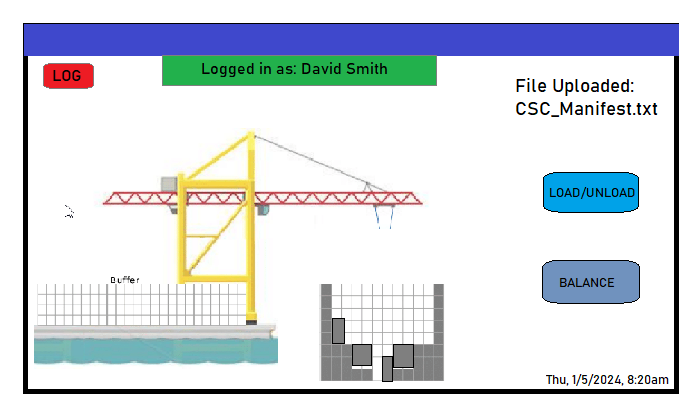 LOG
Logged in as: David Smith
File Uploaded:
CSC_Manifest.txt
LOAD/UNLOAD
Buffer
BALANCE
Thu, 1/5/2024, 8:20am